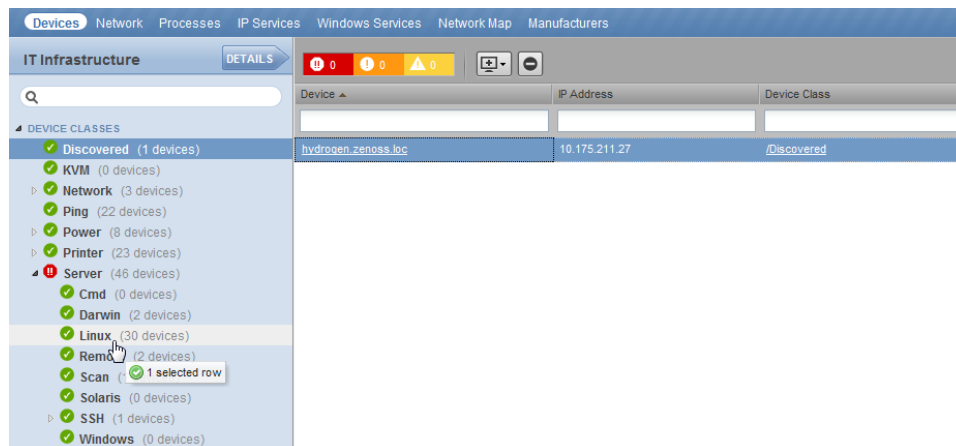 Devices Network Processes IP Services Windows Services Network Map Manufacturers
IT Infrastructure DETAILS
0 0 0
Device IP Address Device Class
DEVICE CLASSES
Discovered (1 devices)
hydrogen.zenoss.loc 10.175.211.27 /Discovered
KVM (0 devices)
Network (3 devices)
Ping (22 devices)
Power (8 devices)
Printer (23 devices)
Server (46 devices)
Cmd (0 devices)
Darwin (2 devices)
Linux (30 devices)
(2 devices)
1 selected row
Scan
Solaris (0 devices)
SSH (1 devices)
Windows (0 devices)